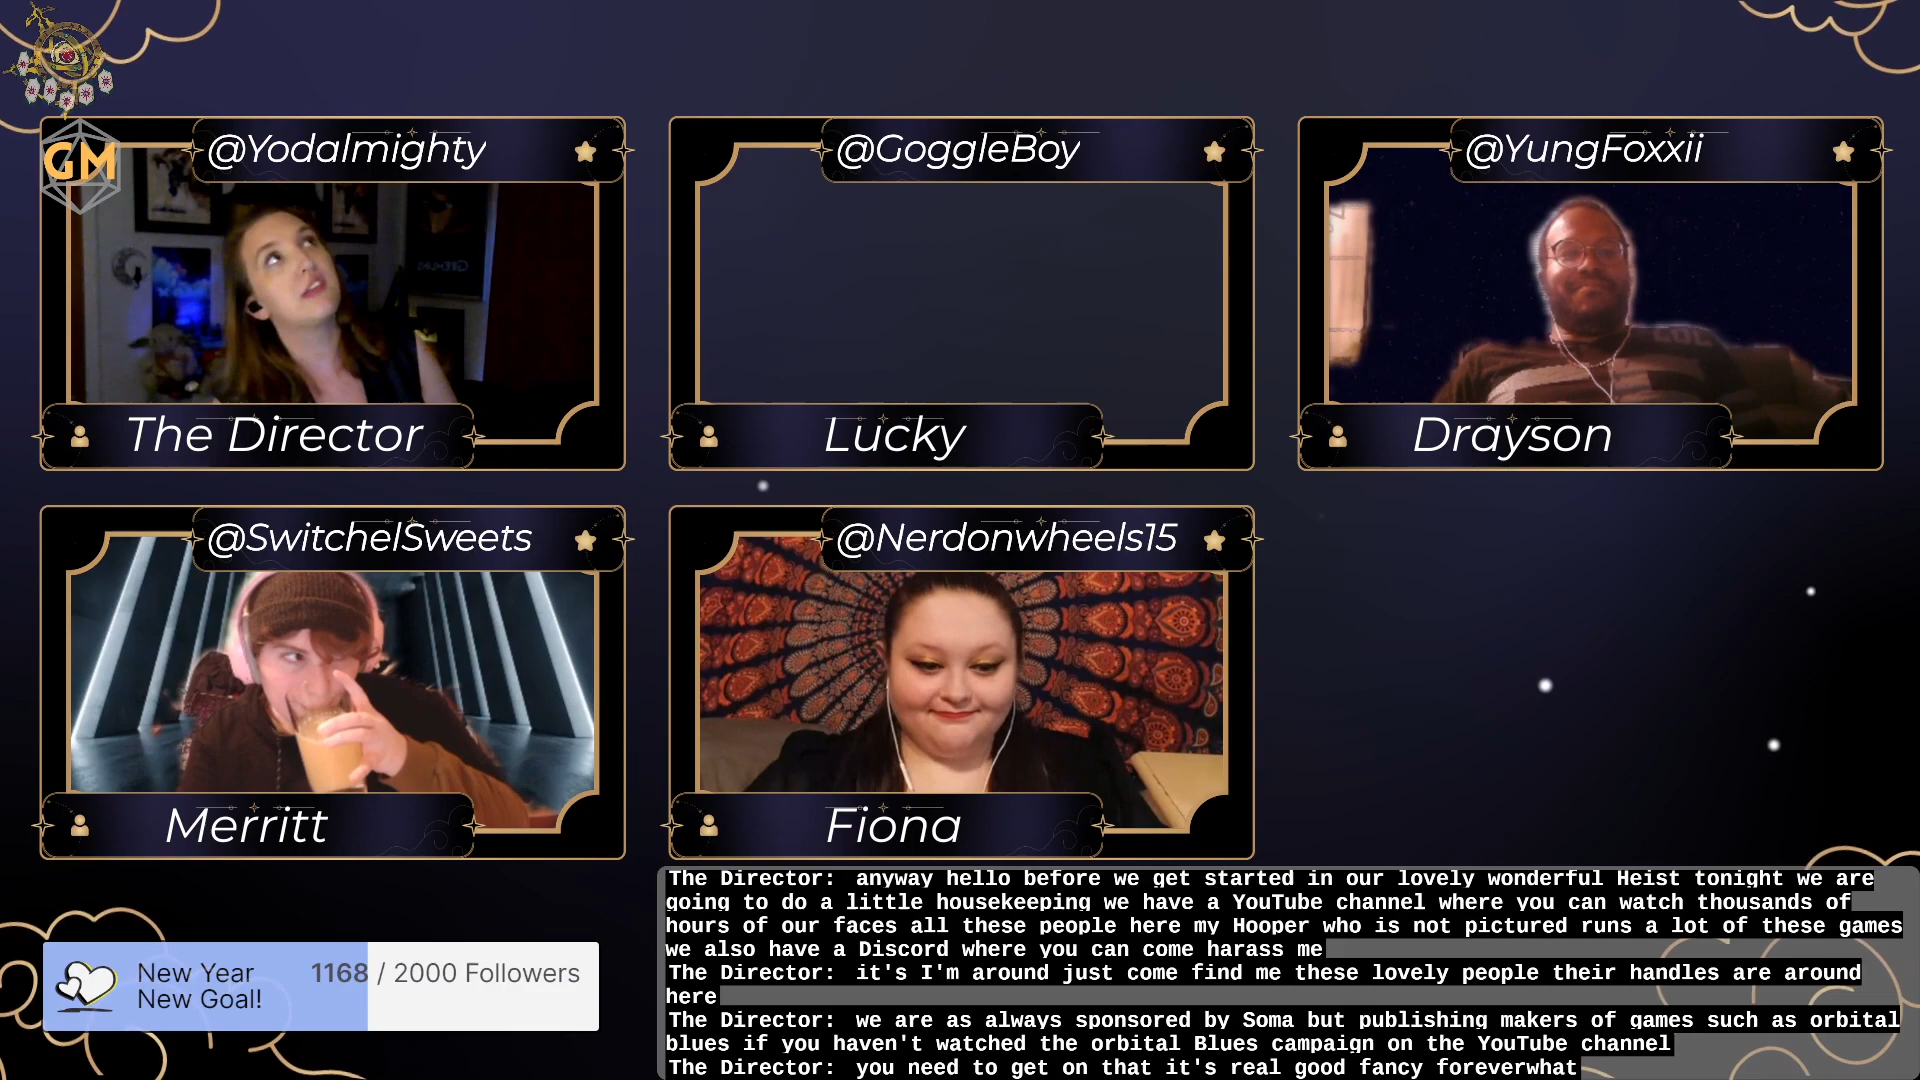 GM
@Yodalmighty
@GoggleBoy
@YungFoxxii
The Director
Lucky
Drayson
@SwitchelSweets
@Nerdonwheels15
Merritt
Fiona
The Director: anyway hello before we get started in our lovely wonderful Heist tonight we are
going to do a little housekeeping we have a YouTube channel where you can watch thousands of
hours of our faces all these people here my Hooper who is not pictured runs a lot of these games
we also have a Discord where you can come harass me
The Director: it's I'm around just come find me these lovely people their handles are around
here
The Director: we are as always sponsored by Soma but publishing makers of games such as orbital
blues if you haven't watched the orbital Blues campaign on the YouTube channel
The Director: you need to get on that it's real good fancy foreverwhat
New Year
New Goal!
1168 / 2000 Followers